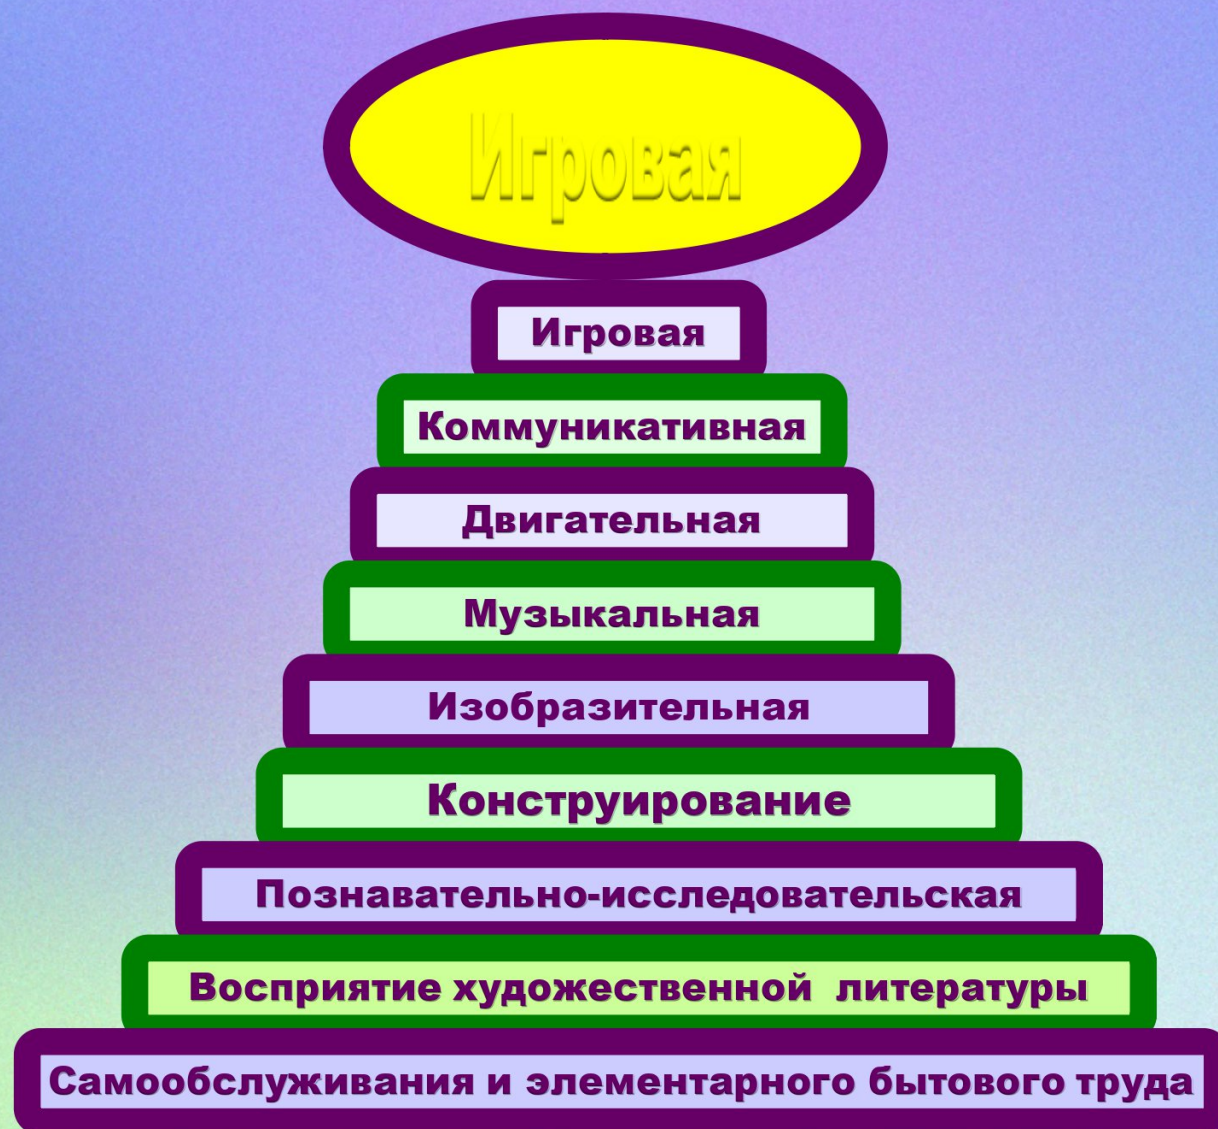 Игровая
Игровая
Коммуникативная
Двигательная
Музыкальная
Изобразительная
Конструирование
Познавательно-исследовательская
Восприятие художественной литературы
Самообслуживания и элементарного бытового труда